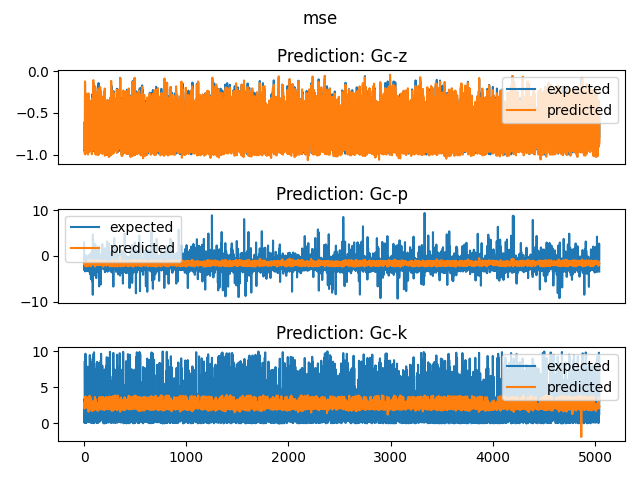 mse
Prediction: Gc-z
0.0
−0.5
−1.0
expected
predicted
Prediction: Gc-p
10
0
−10
expected
predicted
Prediction: Gc-k
10
5
0
expected
predicted
0
1000
2000
3000
4000
5000